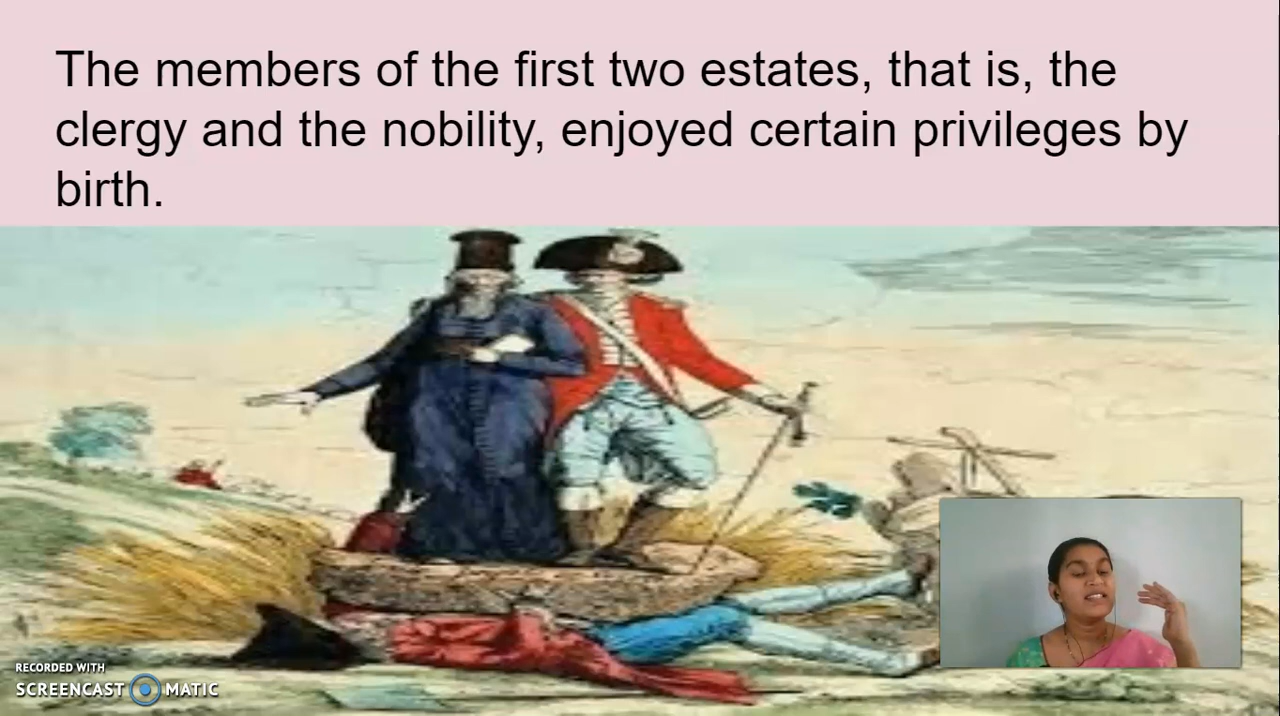 The members of the first two estates, that is, the
clergy and the nobility, enjoyed certain privileges by
birth.
RECORDED WITH
SCREENCAST MATIC